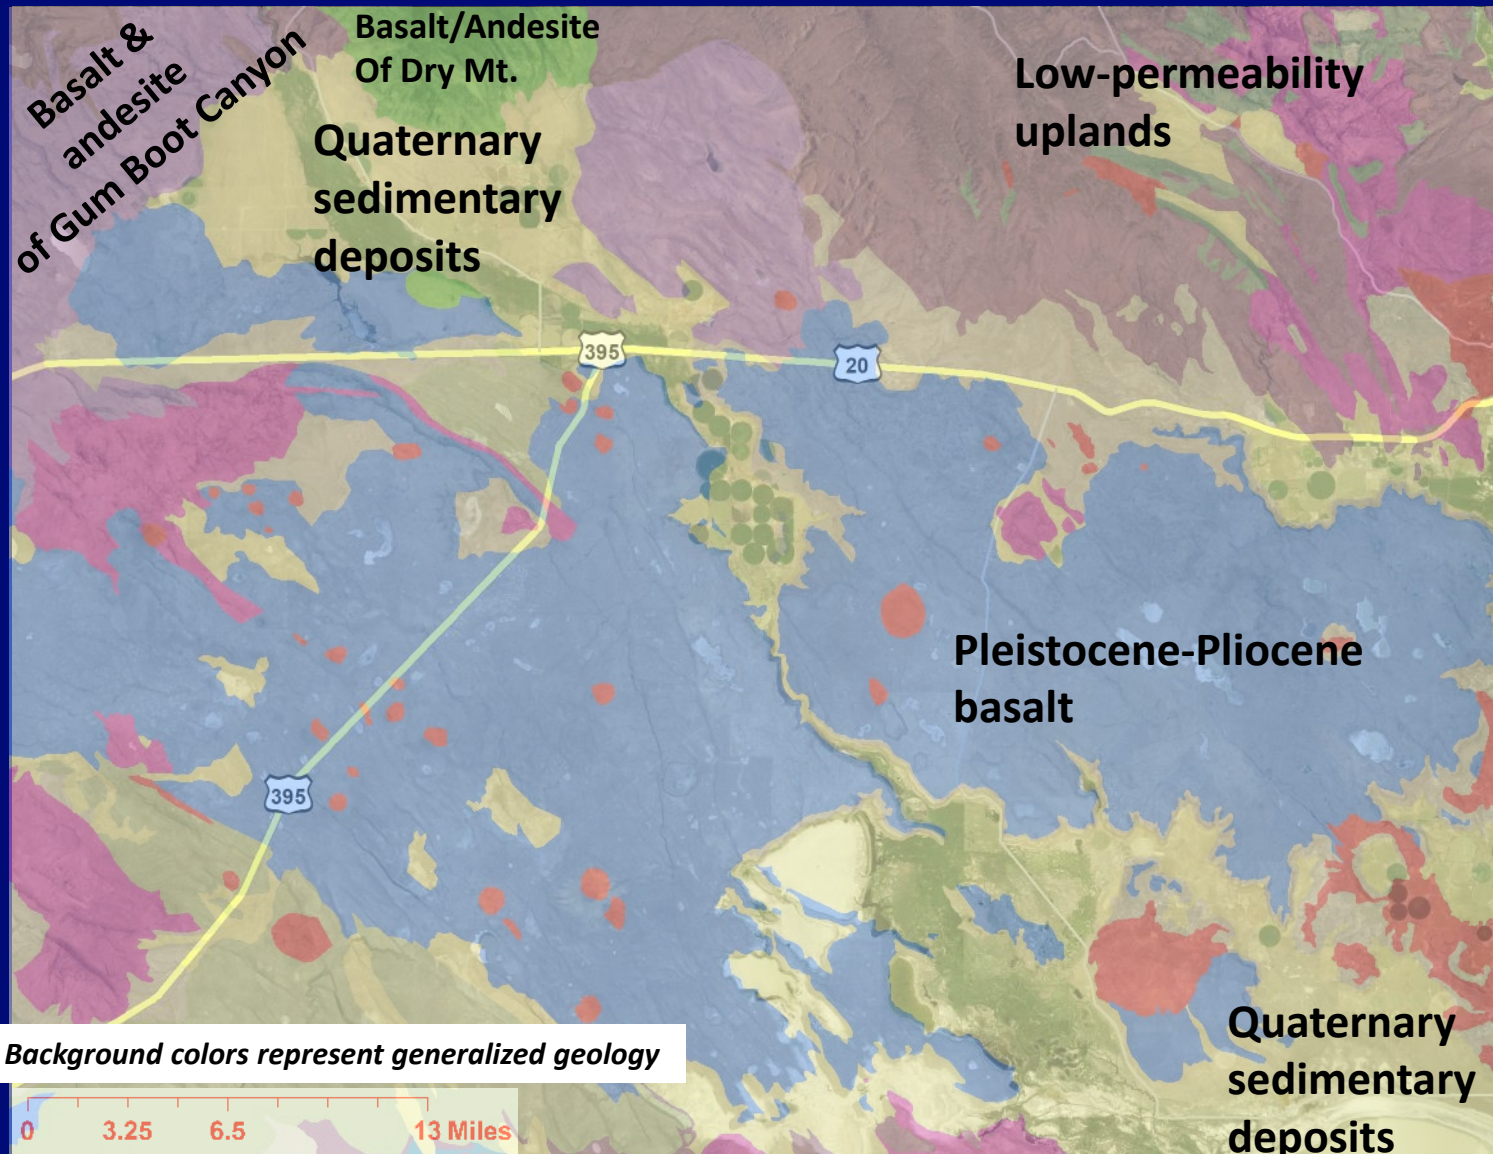 Basalt &
andesite
of Gum Boot Canyon
Basalt/Andesite
Of Dry Mt.
Quaternary
sedimentary
deposits
Low-permeability
uplands
395
20
Pleistocene-Pliocene
basalt
395
Quaternary
sedimentary
deposits
Background colors represent generalized geology
0 3.25 6.5 13 Miles